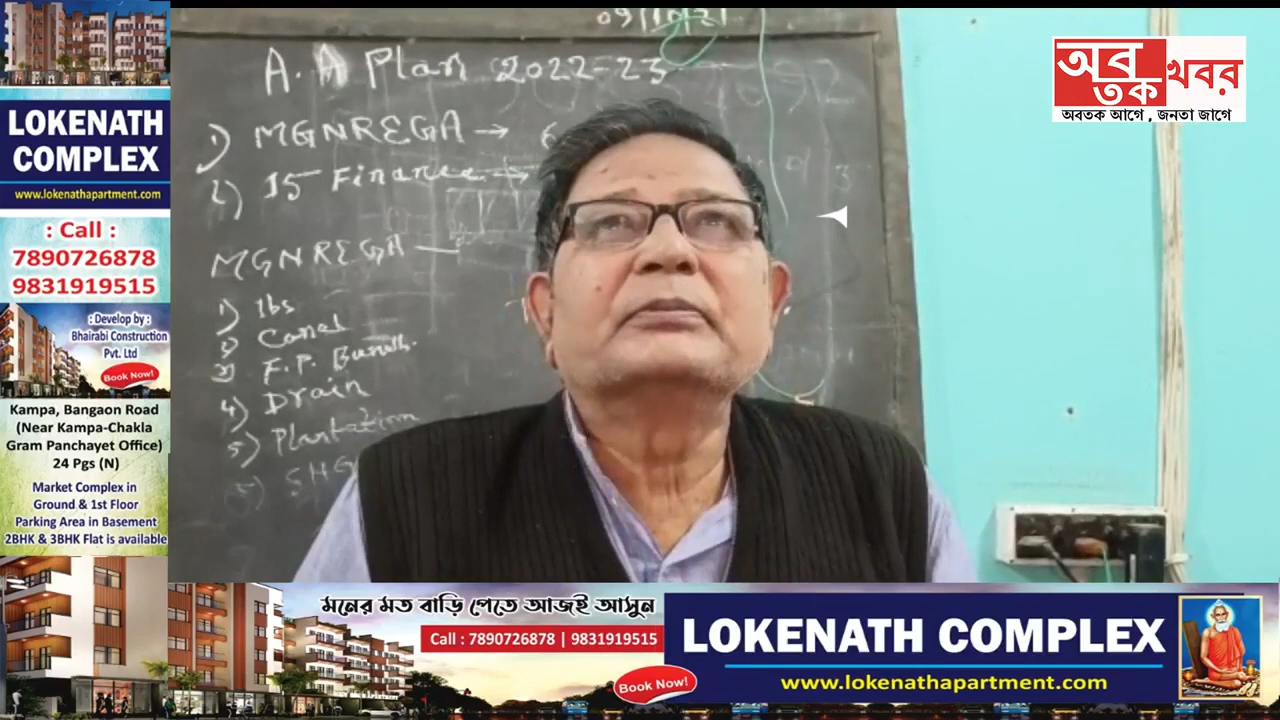 LOKENATH
COMPLEX
www.lokenathapartment.com
: Call :
7890726878
9831919515
: Develop by :
Bhairabi Construction
Pvt. Ltd
Book Now!
Kampa, Bangaon Road
(Near Kampa-Chakla
Gram Panchayet Office)
24 Pgs (N)
Market Complex in
Ground & 1st Floor
Parking Area in Basement
2BHK & 3BHK Flat is available
A. A Plan 2022-23
1) MGNREGA → 6
2) 15 Finance →
MGNREGA —
1) Ibs
2) Canal
3) F.P. Bundh.
4) Drain
5) Plantation
SHG
অবতক খবর
অবতক আগে , জনতা জাগে
মনের মত বাড়ি পেতে আজই আসুন
Call : 7890726878 | 9831919515
Book Now!
LOKENATH COMPLEX
www.lokenathapartment.com